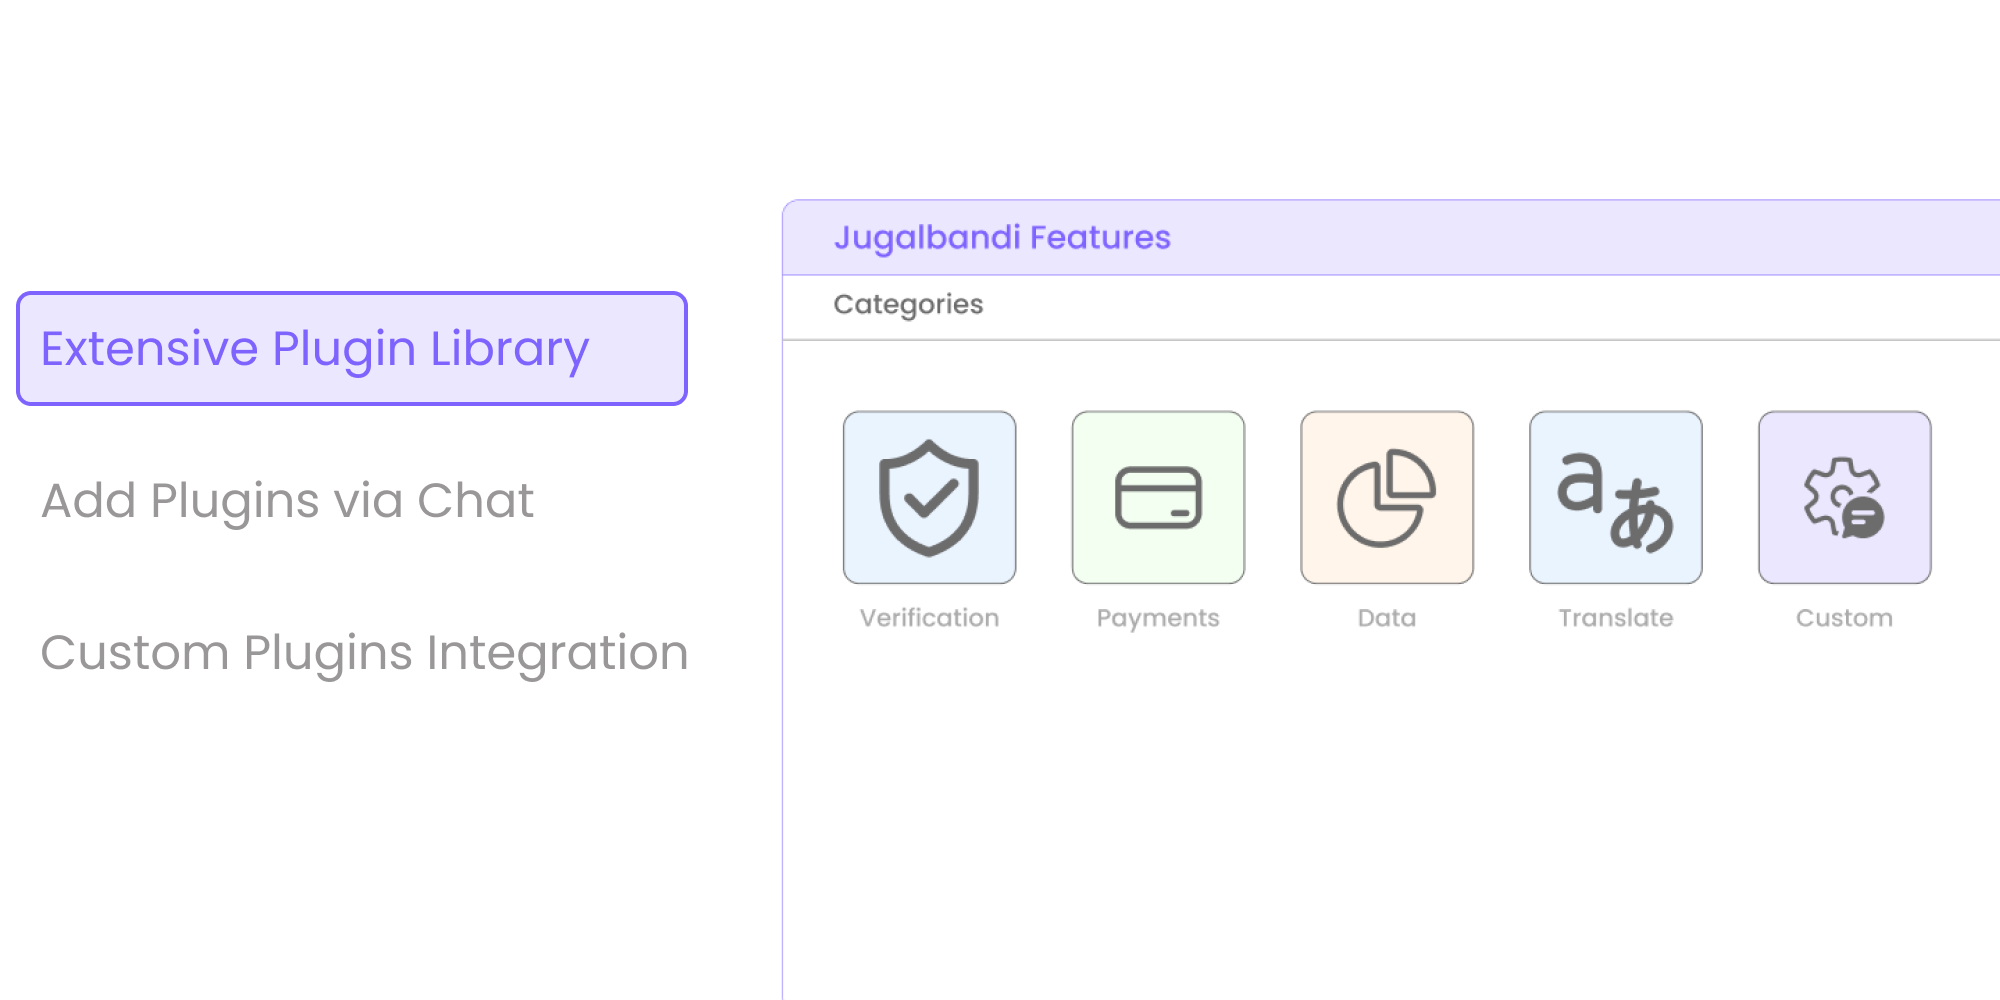 Extensive Plugin Library
Add Plugins via Chat
Custom Plugins Integration
Jugalbandi Features
Categories
a あ
Verification
Payments
Data
Translate
Custom